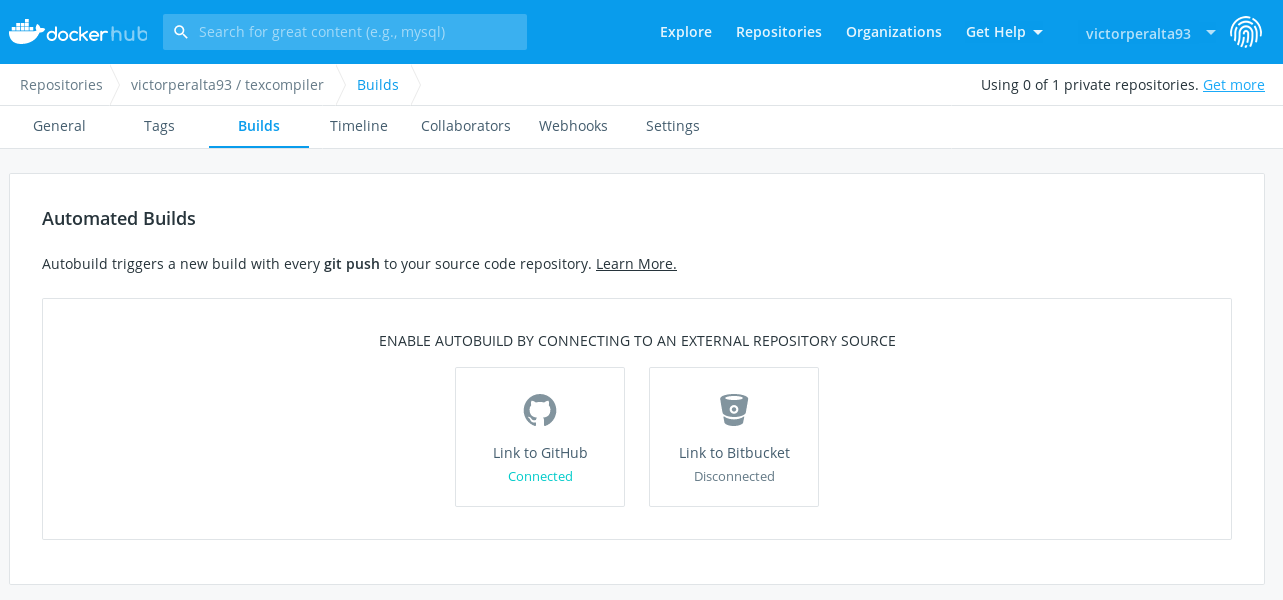 dockerhub
Search for great content (e.g., mysql)
Explore
Repositories
Organizations
Get Help
victorperalta93
Repositories
victorperalta93 / texcompiler
Builds
Using 0 of 1 private repositories. Get more
General
Tags
Builds
Timeline
Collaborators
Webhooks
Settings
Automated Builds
Autobuild triggers a new build with every git push to your source code repository. Learn More.
ENABLE AUTOBUILD BY CONNECTING TO AN EXTERNAL REPOSITORY SOURCE
Link to GitHub
Connected
Link to Bitbucket
Disconnected